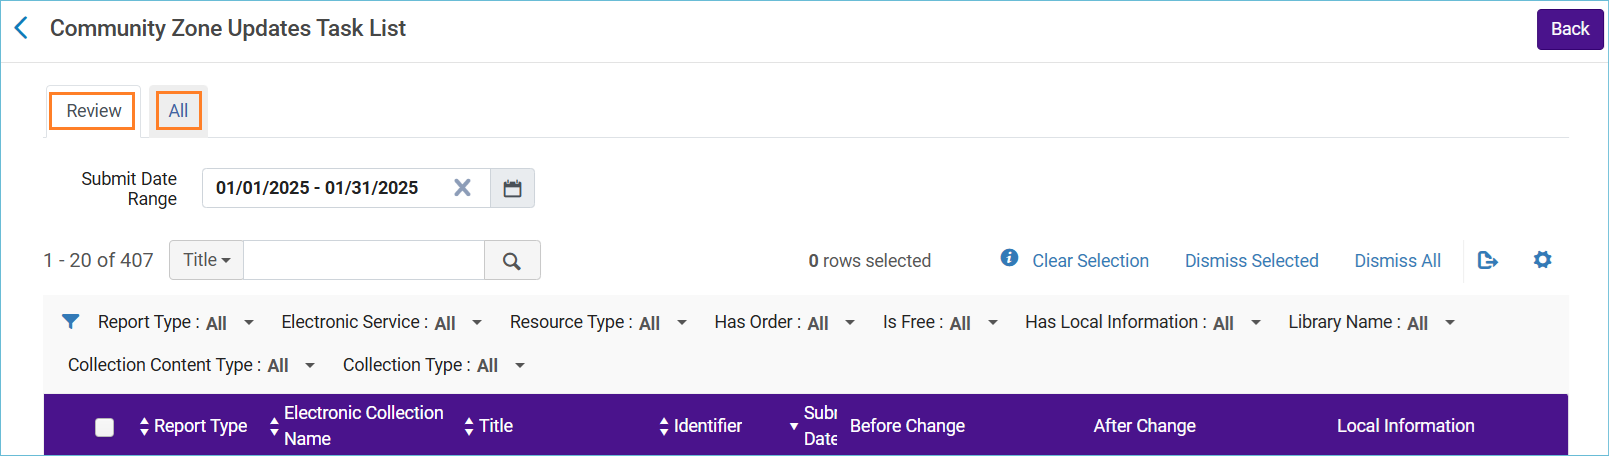 Community Zone Updates Task List
Back
Review
All
Submit Date
Range
01/01/2025 - 01/31/2025
1 - 20 of 407
Title
0 rows selected
Clear Selection
Dismiss Selected
Dismiss All
Report Type : All
Electronic Service : All
Resource Type : All
Has Order : All
Is Free : All
Has Local Information : All
Library Name : All
Collection Content Type : All
Collection Type : All
Report Type
Electronic Collection
Name
Title
Identifier
Subm
Date
Before Change
After Change
Local Information